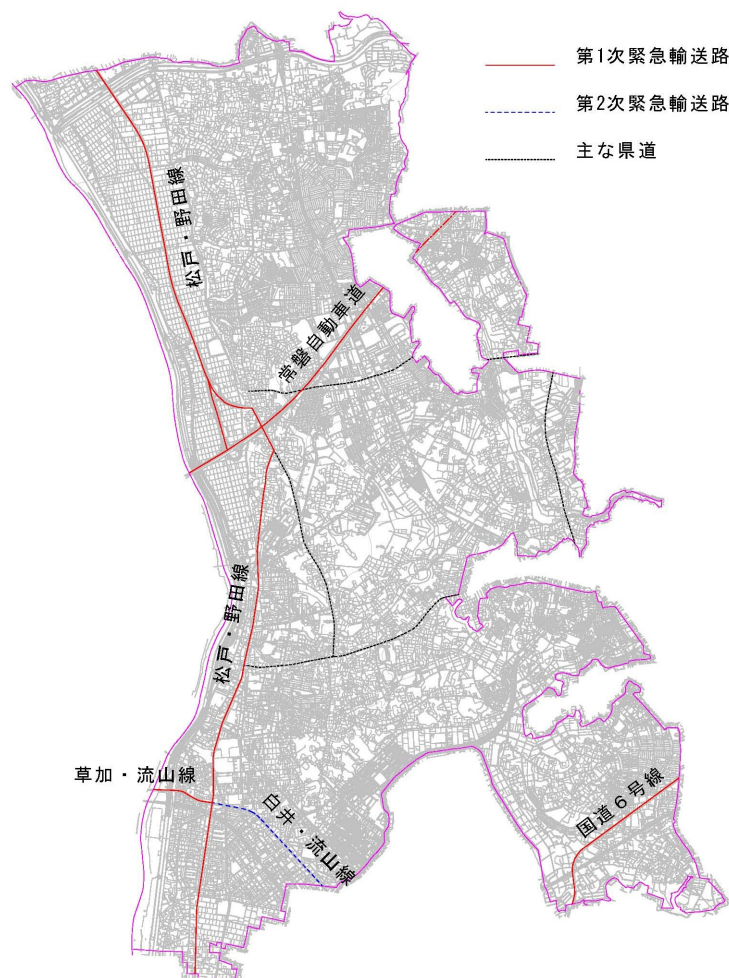 第1次緊急輸送路
第2次緊急輸送路
主な県道
松戸・野田線
常磐自動車道
松戸・野田線
草加・流山線
白井・流山線
国道6号線